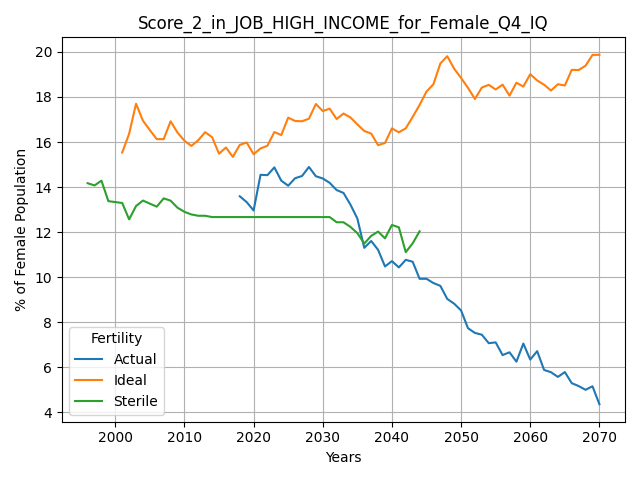 Score_2_in_JOB_HIGH_INCOME_for_Female_Q4_IQ
% of Female Population
20
18
16
14
12
10
8
6
4
Fertility
Actual
Ideal
Sterile
2000
2010
2020
2030
2040
2050
2060
2070
Years